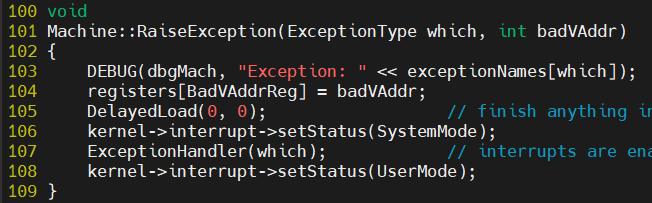 100 void
101 Machine::RaiseException(ExceptionType which, int badVAddr)
102 {
103     DEBUG(dbgMach, "Exception: " << exceptionNames[which]);
104     registers[BadVAddrReg] = badVAddr;
105     DelayedLoad(0, 0);                  // finish anything in
106     kernel->interrupt->setStatus(SystemMode);
107     ExceptionHandler(which);            // interrupts are ena
108     kernel->interrupt->setStatus(UserMode);
109 }